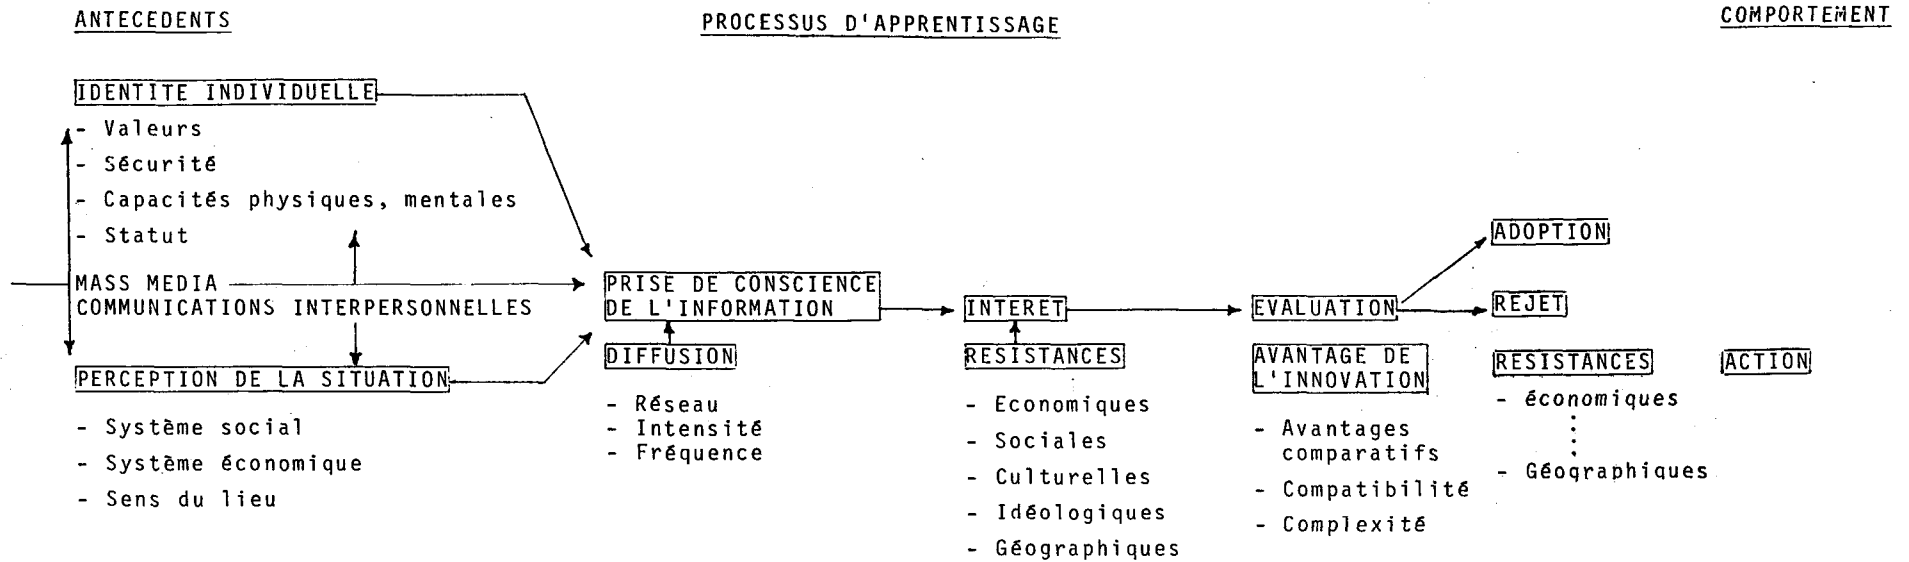 ANTECEDENTS
PROCESSUS D'APPRENTISSAGE
COMPORTEMENT
IDENTITE INDIVIDUELLE
- Valeurs
- Sécurité
- Capacités physiques, mentales
- Statut
MASS MEDIA
COMMUNICATIONS INTERPERSONNELLES
PERCEPTION DE LA SITUATION
- Système social
- Système économique
- Sens du lieu
PRISE DE CONSCIENCE
DE L'INFORMATION
DIFFUSION
- Réseau
- Intensité
- Fréquence
INTERET
RESISTANCES
- Economiques
- Sociales
- Culturelles
- Idéologiques
- Géographiques
EVALUATION
AVANTAGE DE
L'INNOVATION
- Avantages
comparatifs
- Compatibilité
- Complexité
ADOPTION
REJET
RESISTANCES
- économiques
- Géographiques
ACTION